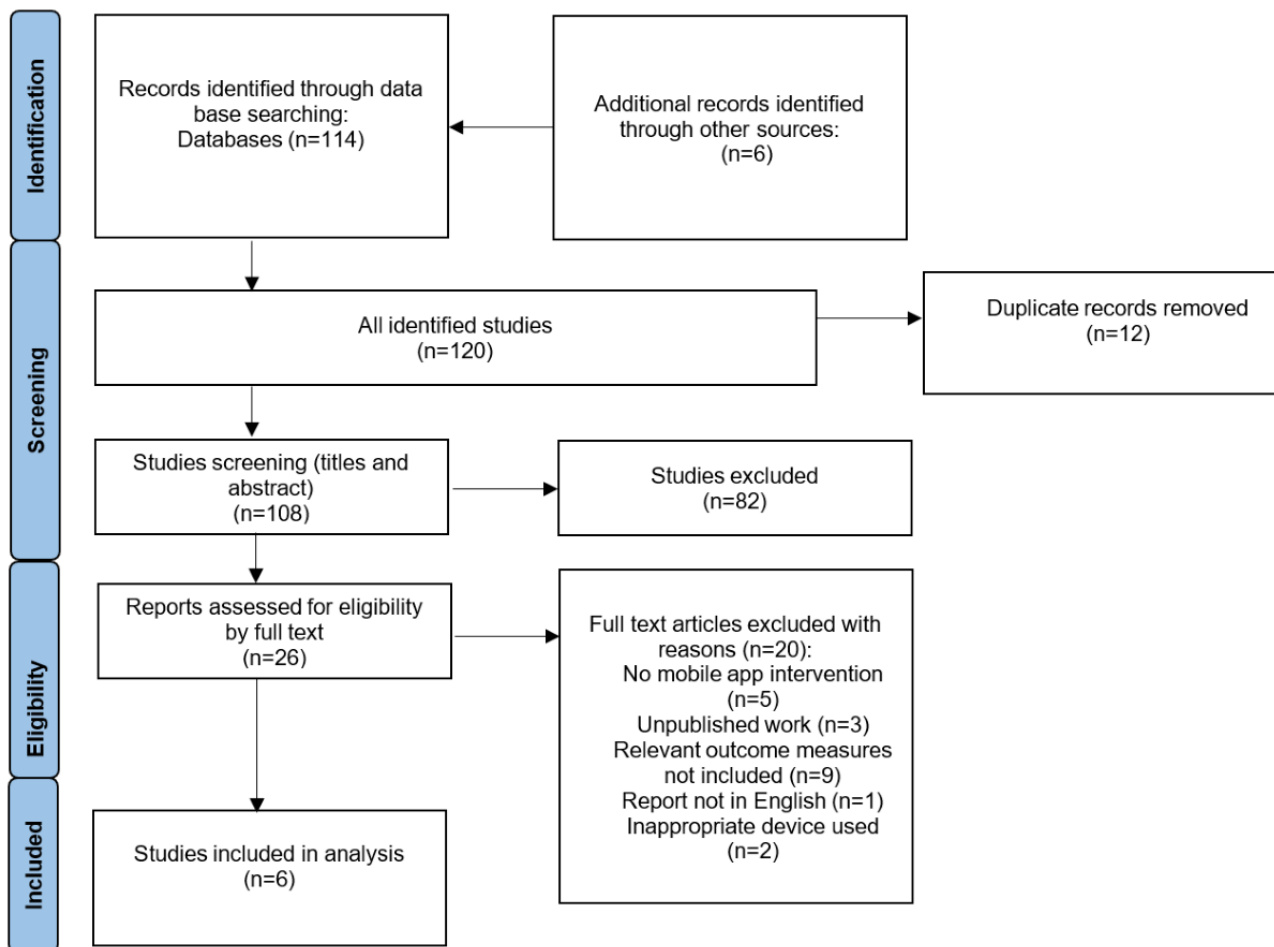 Identification
Records identified through data
base searching:
Databases (n=114)
Additional records identified
through other sources:
(n=6)
Screening
All identified studies
(n=120)
Duplicate records removed
(n=12)
Studies screening (titles and
abstract)
(n=108)
Studies excluded
(n=82)
Eligibility
Reports assessed for eligibility
by full text
(n=26)
Full text articles excluded with
reasons (n=20):
No mobile app intervention
(n=5)
Unpublished work (n=3)
Relevant outcome measures
not included (n=9)
Report not in English (n=1)
Inappropriate device used
(n=2)
Included
Studies included in analysis
(n=6)